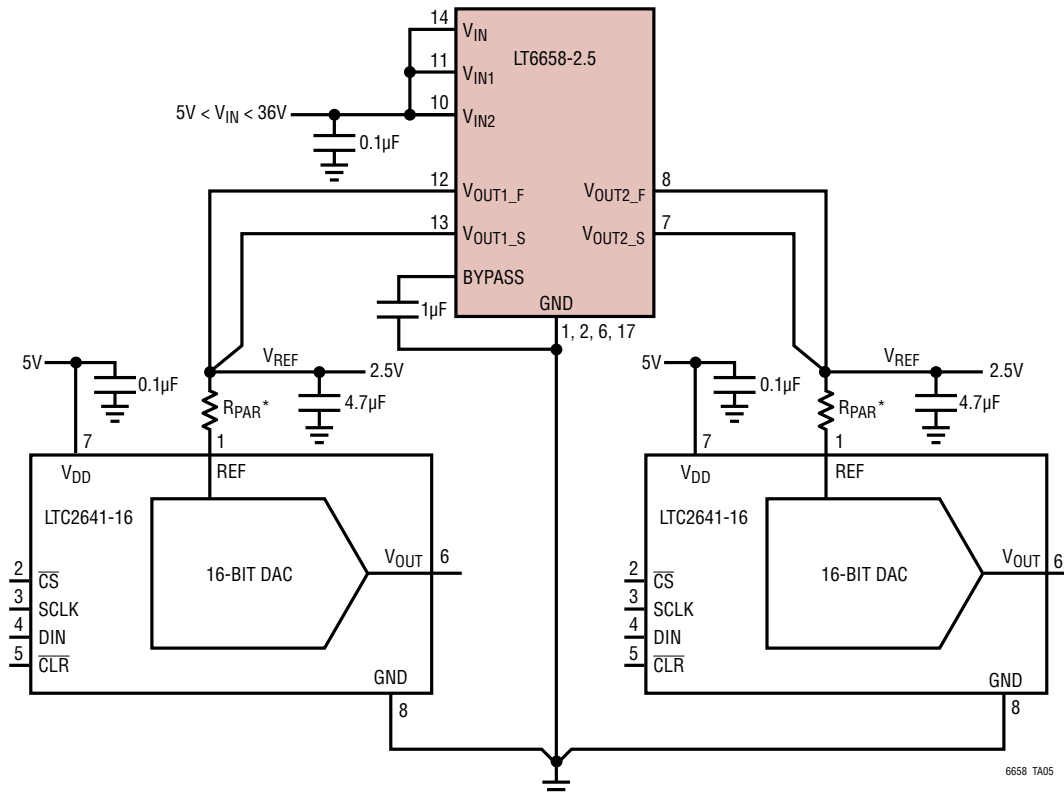 14
V_IN
LT6658-2.5
11
V_IN1
5V < V_IN < 36V
10
V_IN2
0.1µF
12
V_OUT1_F
V_OUT2_F
8
13
V_OUT1_S
V_OUT2_S
7
BYPASS
1µF
GND
1, 2, 6, 17
5V
0.1µF
V_REF
2.5V
R_PAR*
4.7µF
7
1
V_DD
REF
LTC2641-16
16-BIT DAC
V_OUT
6
2
C̅S̅
3
SCLK
4
DIN
5
C̅L̅R̅
GND
8
5V
0.1µF
V_REF
2.5V
R_PAR*
4.7µF
7
1
V_DD
REF
LTC2641-16
16-BIT DAC
V_OUT
6
2
C̅S̅
3
SCLK
4
DIN
5
C̅L̅R̅
GND
8
6658 TA05